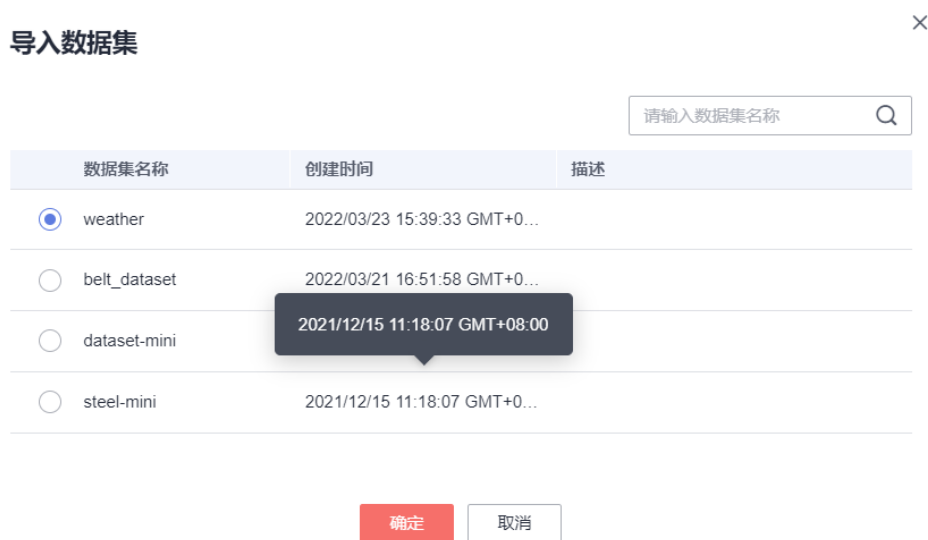 导入数据集
请输入数据集名称
数据集名称 创建时间 描述
weather 2022/03/23 15:39:33 GMT+0...
belt_dataset 2022/03/21 16:51:58 GMT+0...
2021/12/15 11:18:07 GMT+08:00
dataset-mini
steel-mini 2021/12/15 11:18:07 GMT+0...
确定 取消